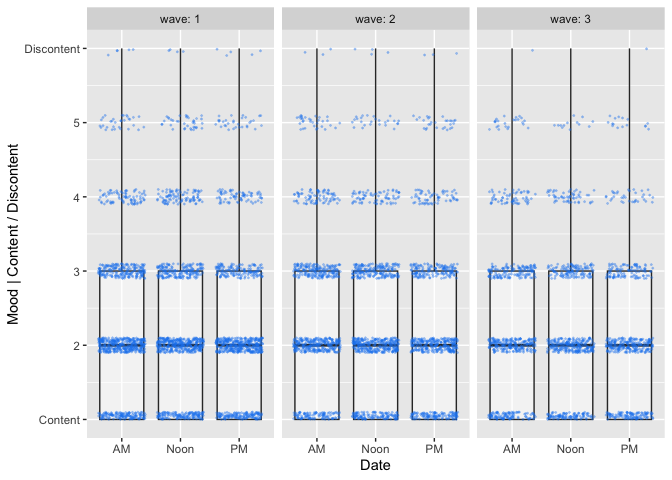 wave: 1
wave: 2
wave: 3
Mood | Content / Discontent
Discontent
5
4
3
2
Content
AM Noon PM
AM Noon PM
AM Noon PM
Date